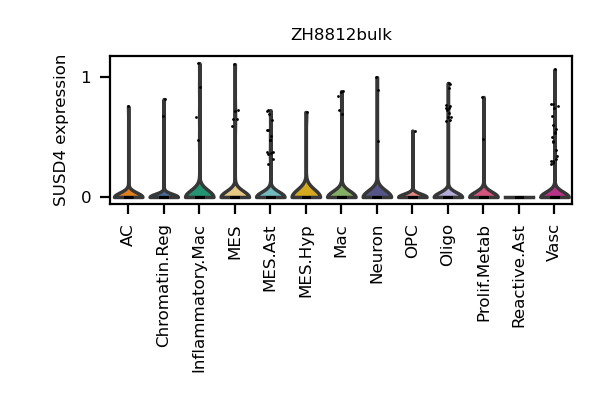 ZH8812bulk
SUSD4 expression
1
0
AC
Chromatin.Reg
Inflammatory.Mac
MES
MES.Ast
MES.Hyp
Mac
Neuron
OPC
Oligo
Prolif.Metab
Reactive.Ast
Vasc